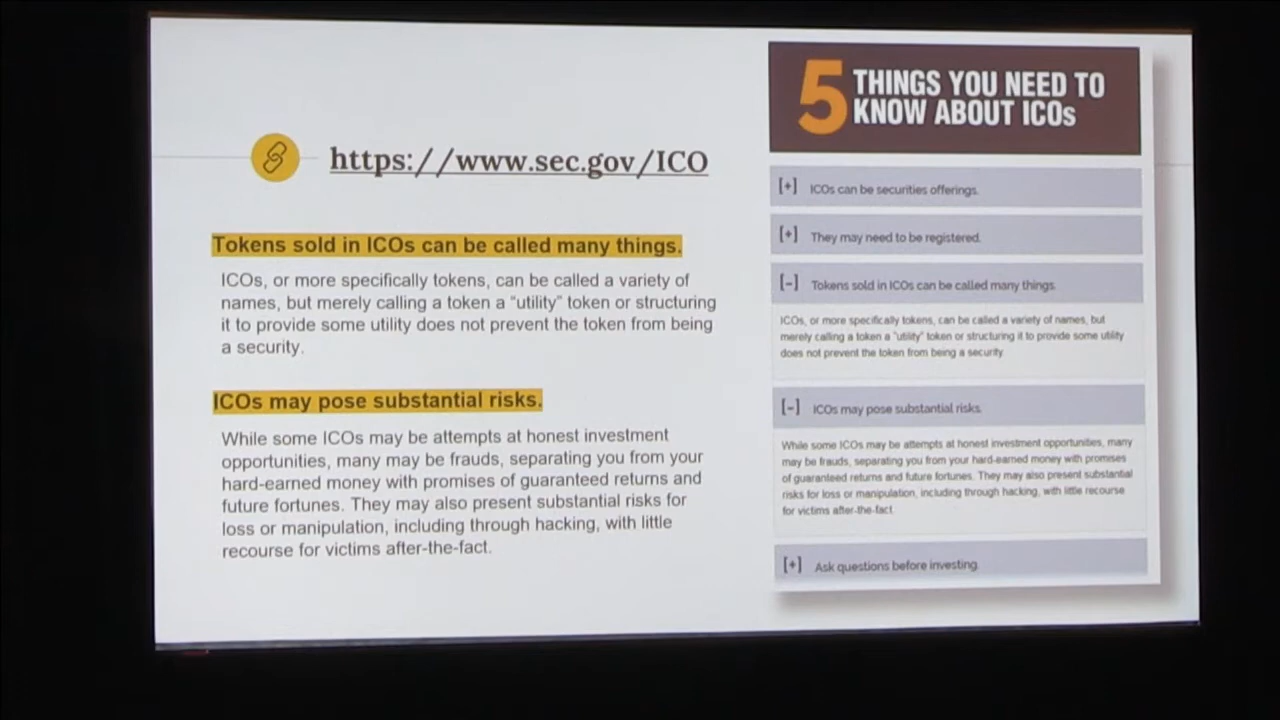 https://www.sec.gov/ICO
Tokens sold in ICOs can be called many things.
ICOs, or more specifically tokens, can be called a variety of
names, but merely calling a token a “utility” token or structuring
it to provide some utility does not prevent the token from being
a security.
ICOs may pose substantial risks.
While some ICOs may be attempts at honest investment
opportunities, many may be frauds, separating you from your
hard-earned money with promises of guaranteed returns and
future fortunes. They may also present substantial risks for
loss or manipulation, including through hacking, with little
recourse for victims after-the-fact.
5 THINGS YOU NEED TO
KNOW ABOUT ICOs
[+] ICOs can be securities offerings.
[+] They may need to be registered.
[-] Tokens sold in ICOs can be called many things.
ICOs, or more specifically tokens, can be called a variety of names, but
merely calling a token a "utility" token or structuring it to provide some utility
does not prevent the token from being a security.
[-] ICOs may pose substantial risks.
While some ICOs may be attempts at honest investment opportunities, many
may be frauds, separating you from your hard-earned money with promises
of guaranteed returns and future fortunes. They may also present substantial
risks for loss or manipulation, including through hacking, with little recourse
for victims after-the-fact.
[+] Ask questions before investing.